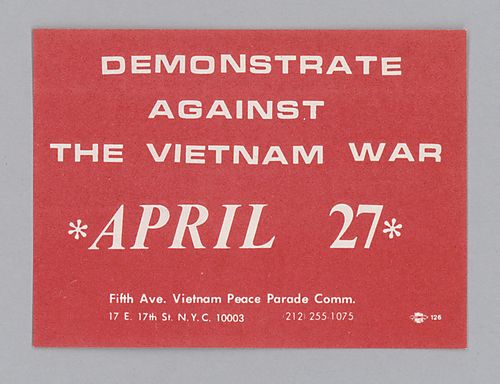 DEMONSTRATE
AGAINST
THE VIETNAM WAR
*APRIL 27*
Fifth Ave. Vietnam Peace Parade Comm.
17 E. 17th St. N.Y.C. 10003 (212) 255-1075
126